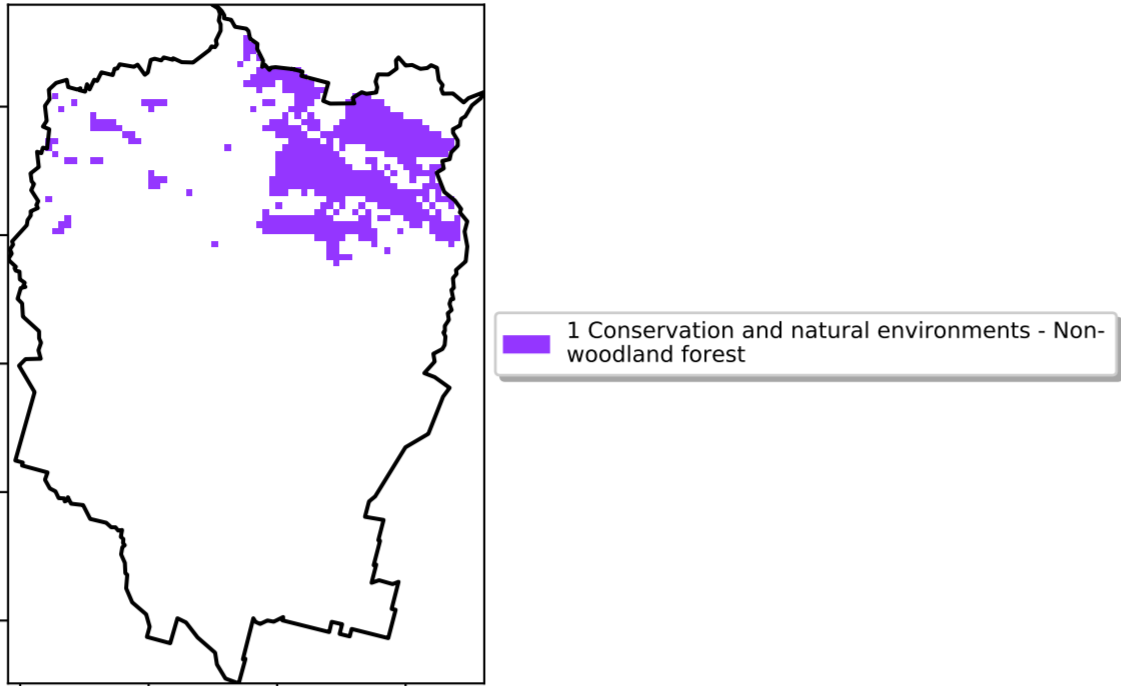 1 Conservation and natural environments - Non-
woodland forest